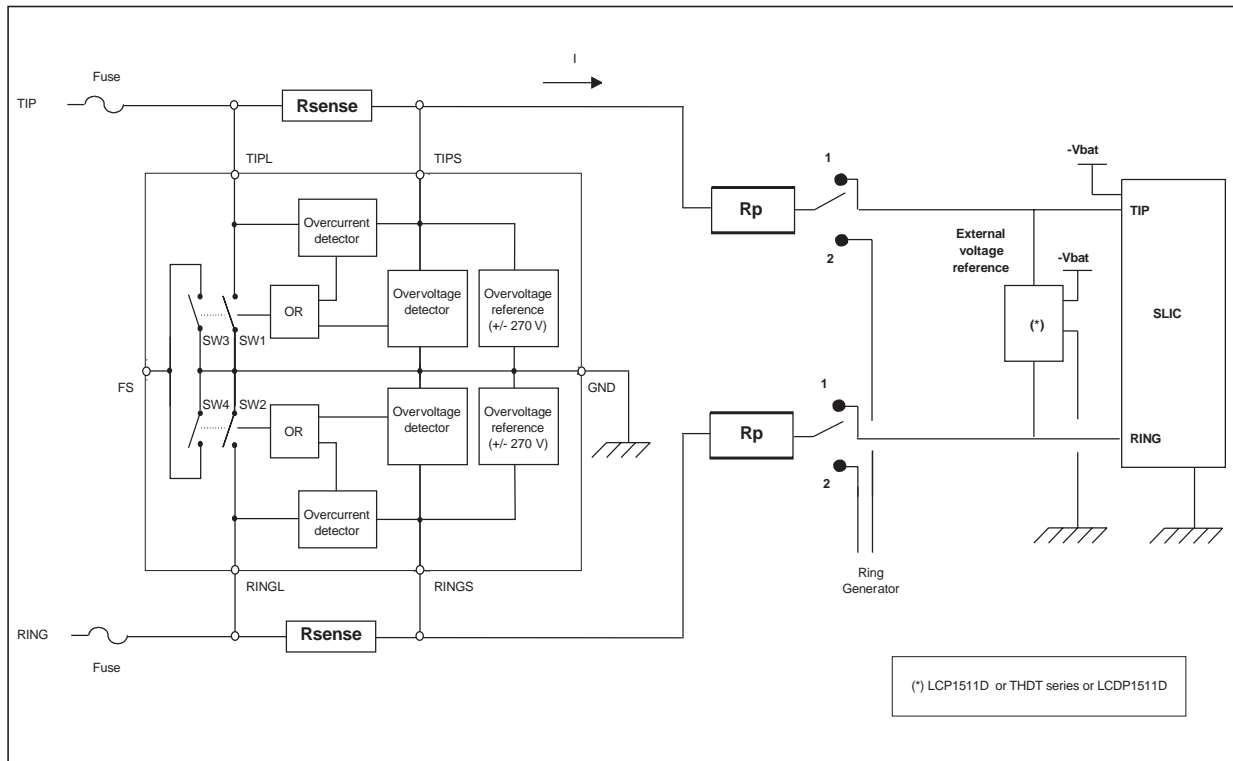 I
Fuse
TIP
Rsense
TIPL
TIPS
1
-Vbat
Rp
TIP
Overcurrent
detector
External
voltage
reference
2
-Vbat
OR
Overvoltage
detector
Overvoltage
reference
(+/- 270 V)
(*)
SLIC
SW3
SW1
FS
GND
1
SW4
SW2
OR
Overvoltage
detector
Overvoltage
reference
(+/- 270 V)
Rp
RING
2
Overcurrent
detector
RINGL
RINGS
Ring
Generator
RING
Rsense
Fuse
(*) LCP1511D or THDT series or LCDP1511D